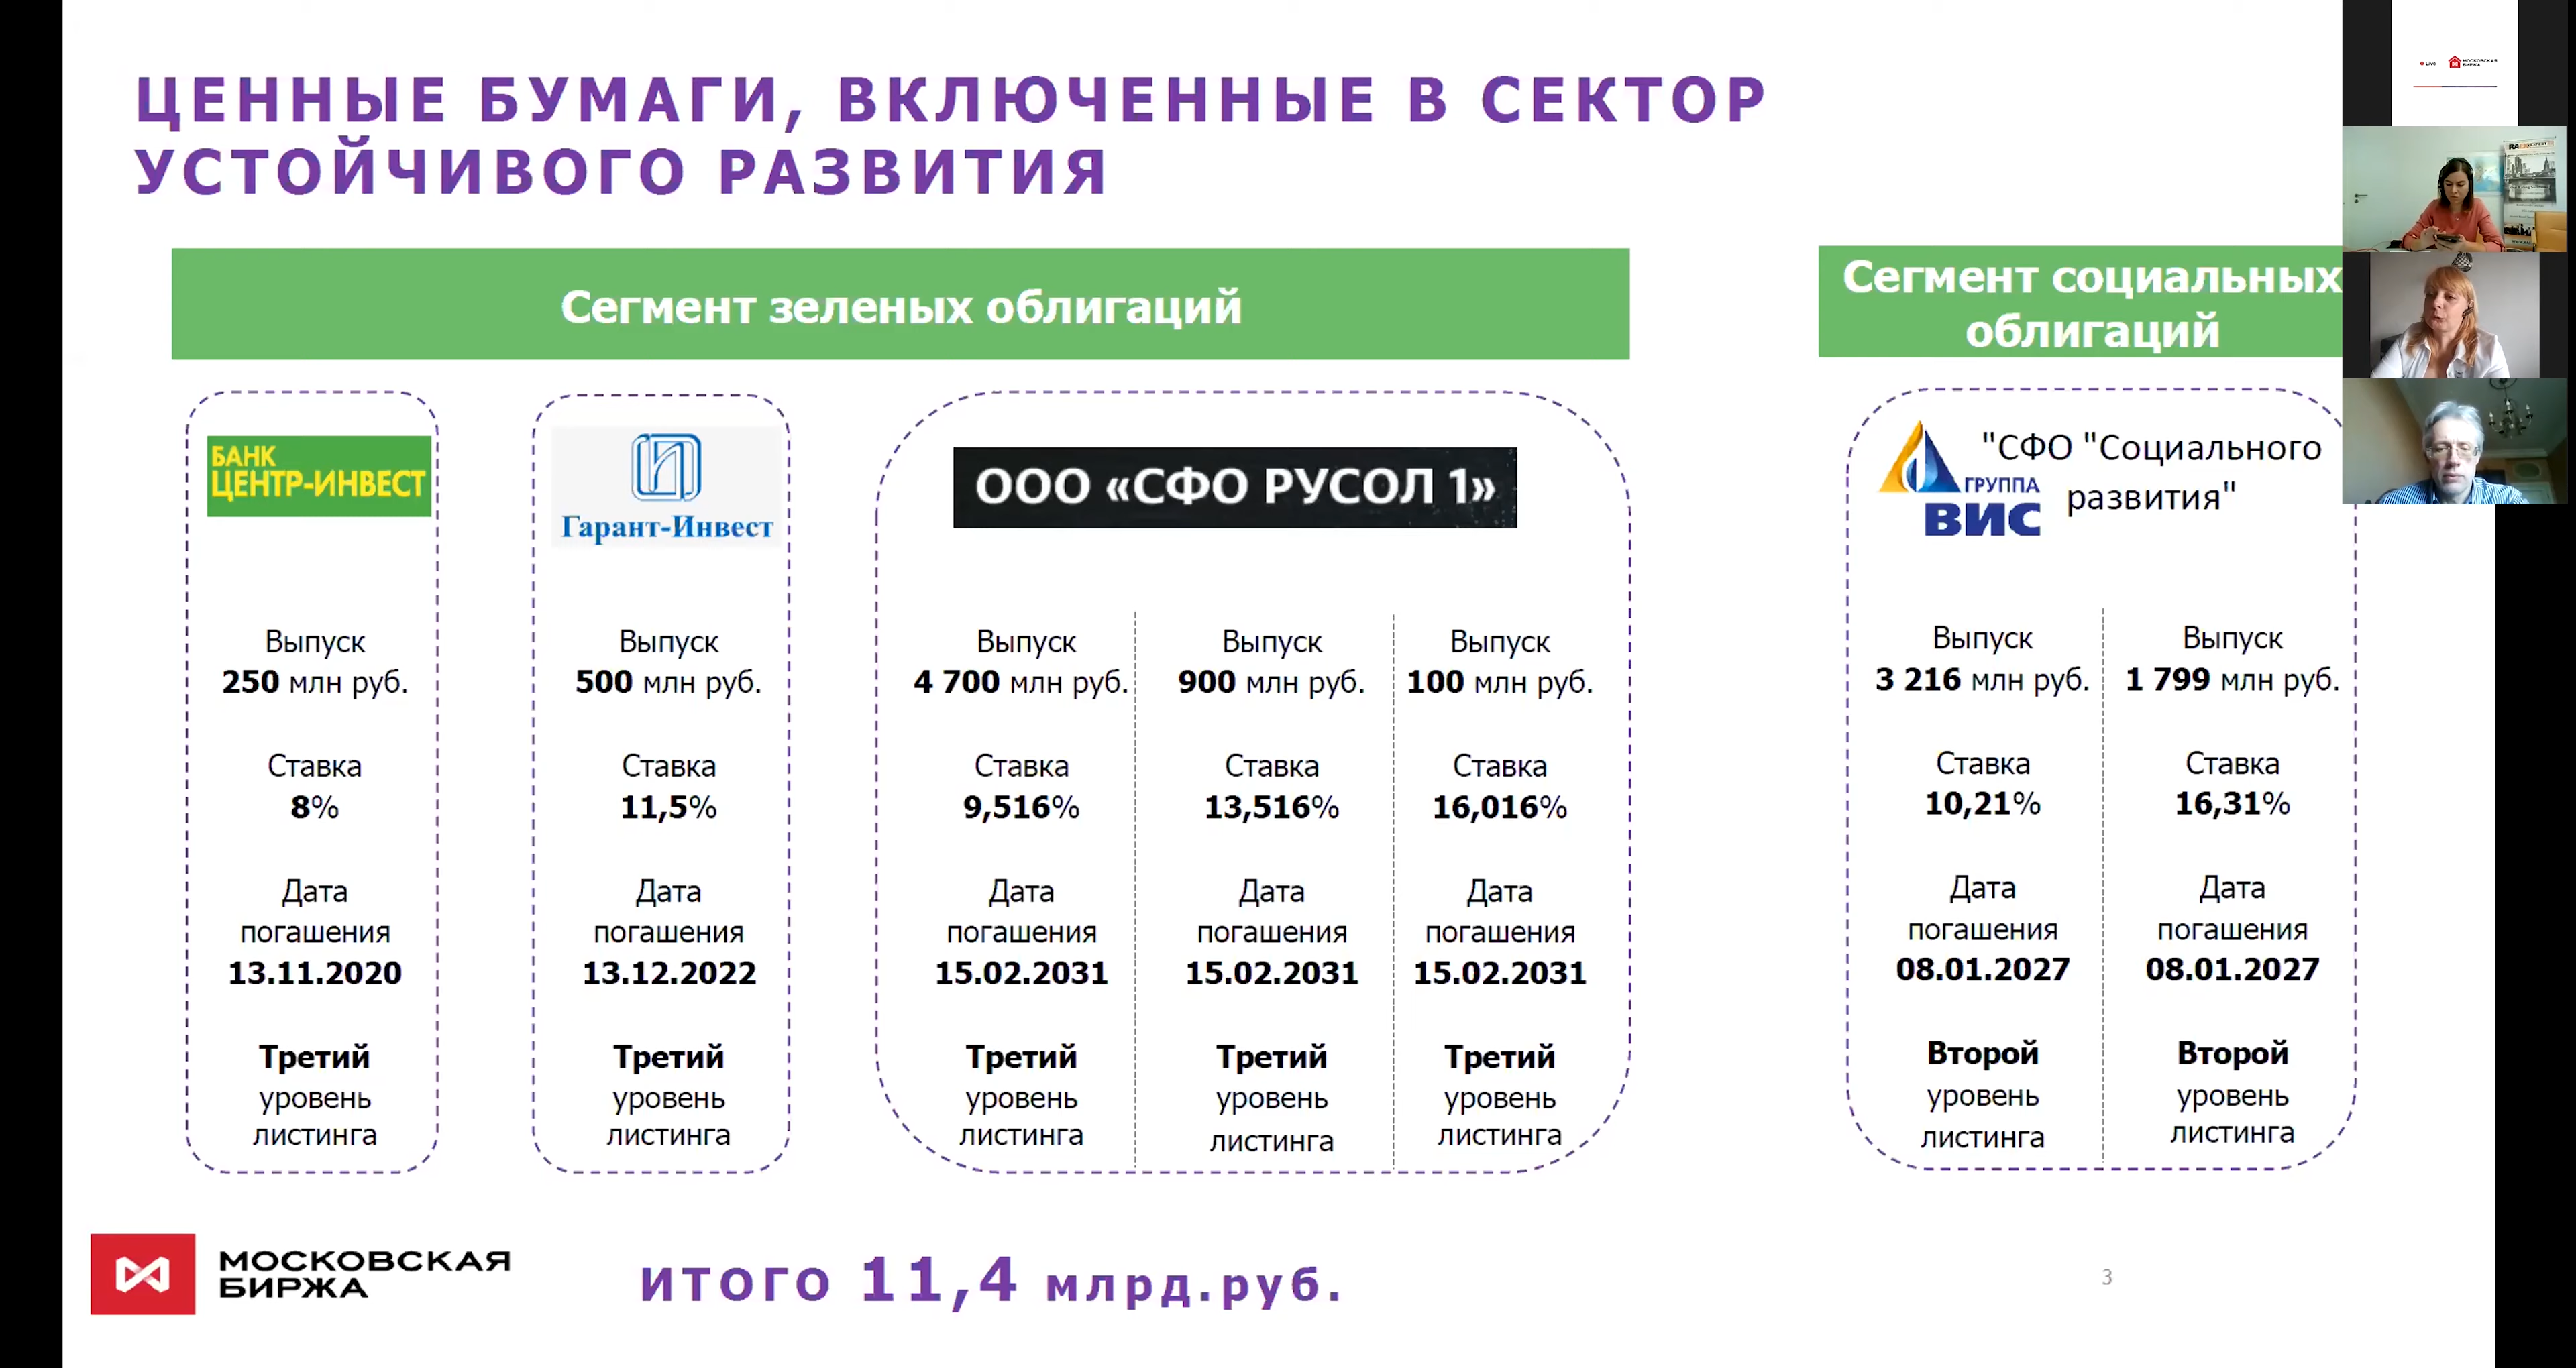 ЦЕННЫЕ БУМАГИ, ВКЛЮЧЕННЫЕ В СЕКТОР
УСТОЙЧИВОГО РАЗВИТИЯ
Сегмент зеленых облигаций
БАНК
ЦЕНТР-ИНВЕСТ
Выпуск
250 млн руб.
Ставка
8%
Дата
погашения
13.11.2020
Третий
уровень
листинга
Гарант-Инвест
Выпуск
500 млн руб.
Ставка
11,5%
Дата
погашения
13.12.2022
Третий
уровень
листинга
ООО «СФО РУСОЛ 1»
Выпуск
4 700 млн руб.
Ставка
9,516%
Дата
погашения
15.02.2031
Третий
уровень
листинга
Выпуск
900 млн руб.
Ставка
13,516%
Дата
погашения
15.02.2031
Третий
уровень
листинга
Выпуск
100 млн руб.
Ставка
16,016%
Дата
погашения
15.02.2031
Третий
уровень
листинга
Сегмент социальных
облигаций
ГРУППА
ВИС
"СФО "Социального
развития"
Выпуск
3 216 млн руб.
Ставка
10,21%
Дата
погашения
08.01.2027
Второй
уровень
листинга
Выпуск
1 799 млн руб.
Ставка
16,31%
Дата
погашения
08.01.2027
Второй
уровень
листинга
МОСКОВСКАЯ
БИРЖА
ИТОГО 11,4 млрд.руб.
3
Live
МОСКОВСКАЯ
БИРЖА